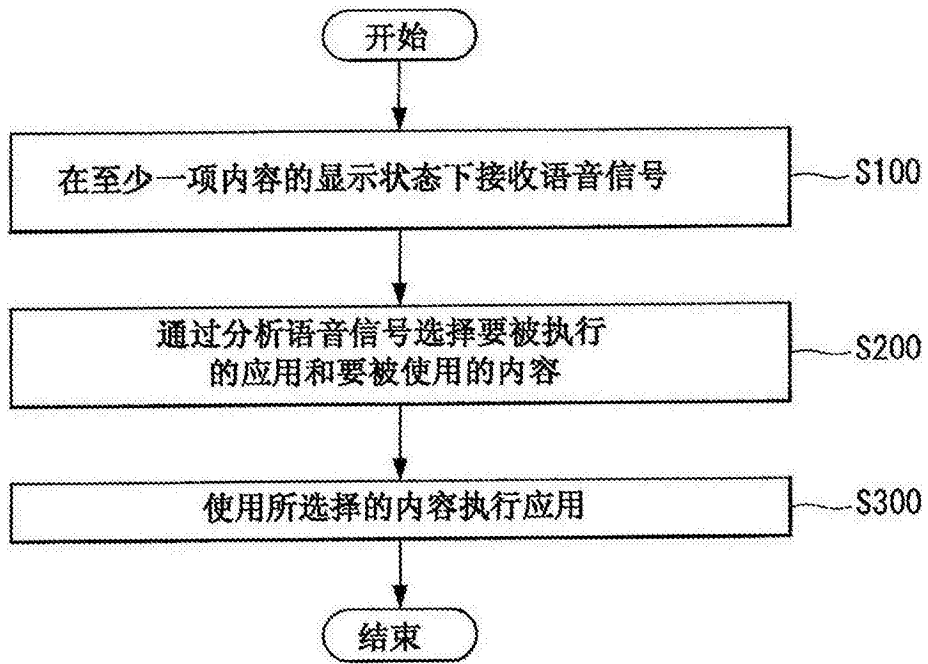 开始
在至少一项内容的显示状态下接收语音信号
S100
通过分析语音信号选择要被执行
的应用和要被使用的内容
S200
使用所选择的内容执行应用
S300
结束